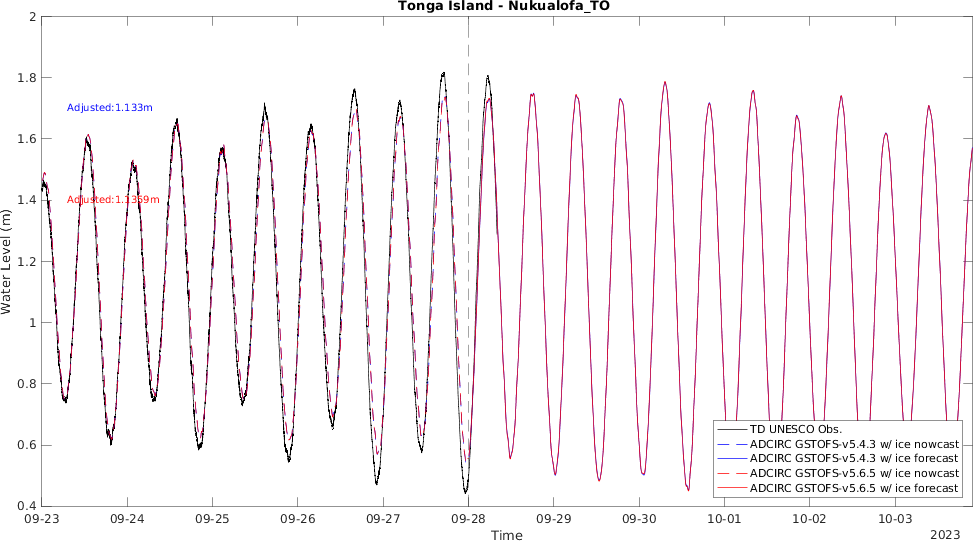 Tonga Island - Nukualofa_TO
2
1.8
1.6
1.4
1.2
1
0.8
0.6
0.4
Water Level (m)
Adjusted:1.133m
Adjusted:1.1359m
TD UNESCO Obs.
ADCIRC GSTOFS-v5.4.3 w/ ice nowcast
ADCIRC GSTOFS-v5.4.3 w/ ice forecast
ADCIRC GSTOFS-v5.6.5 w/ ice nowcast
ADCIRC GSTOFS-v5.6.5 w/ ice forecast
09-23 09-24 09-25 09-26 09-27 09-28 09-29 09-30 10-01 10-02 10-03
Time
2023